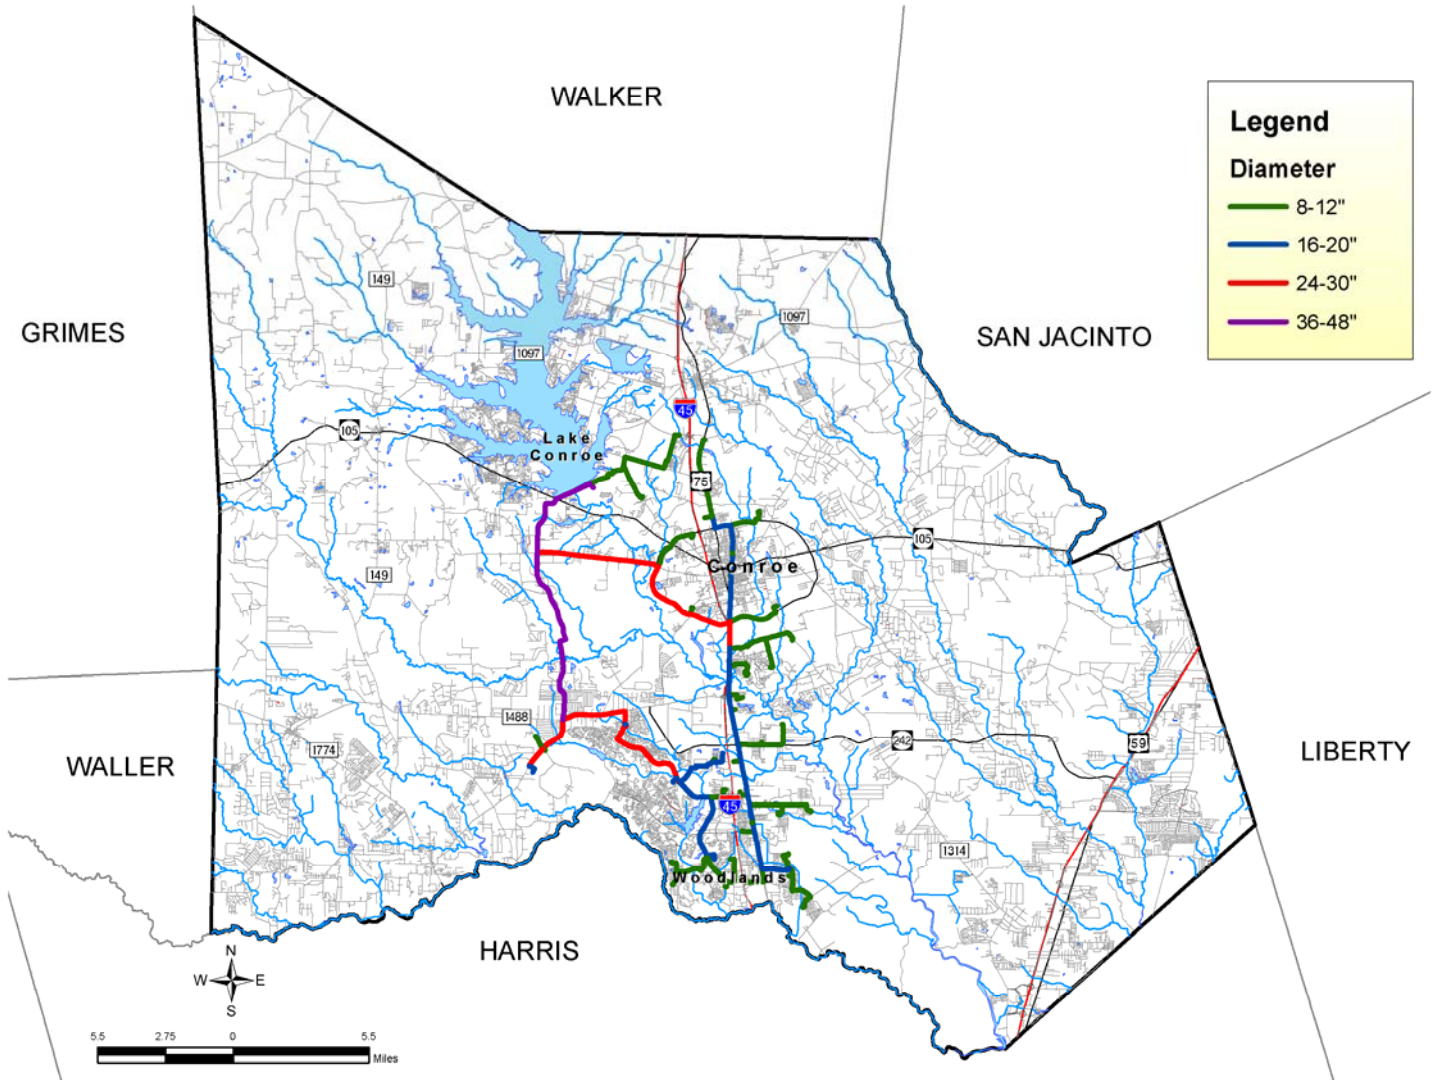 WALKER
Legend
Diameter
8-12"
16-20"
24-30"
36-48"
149
1097
GRIMES
SAN JACINTO
1097
45
105
Lake
Conroe
75
105
Conroe
149
1488
242
59
1774
LIBERTY
WALLER
45
1314
Woodlands
HARRIS
N
W E
S
5.5 2.75 0 5.5
Miles